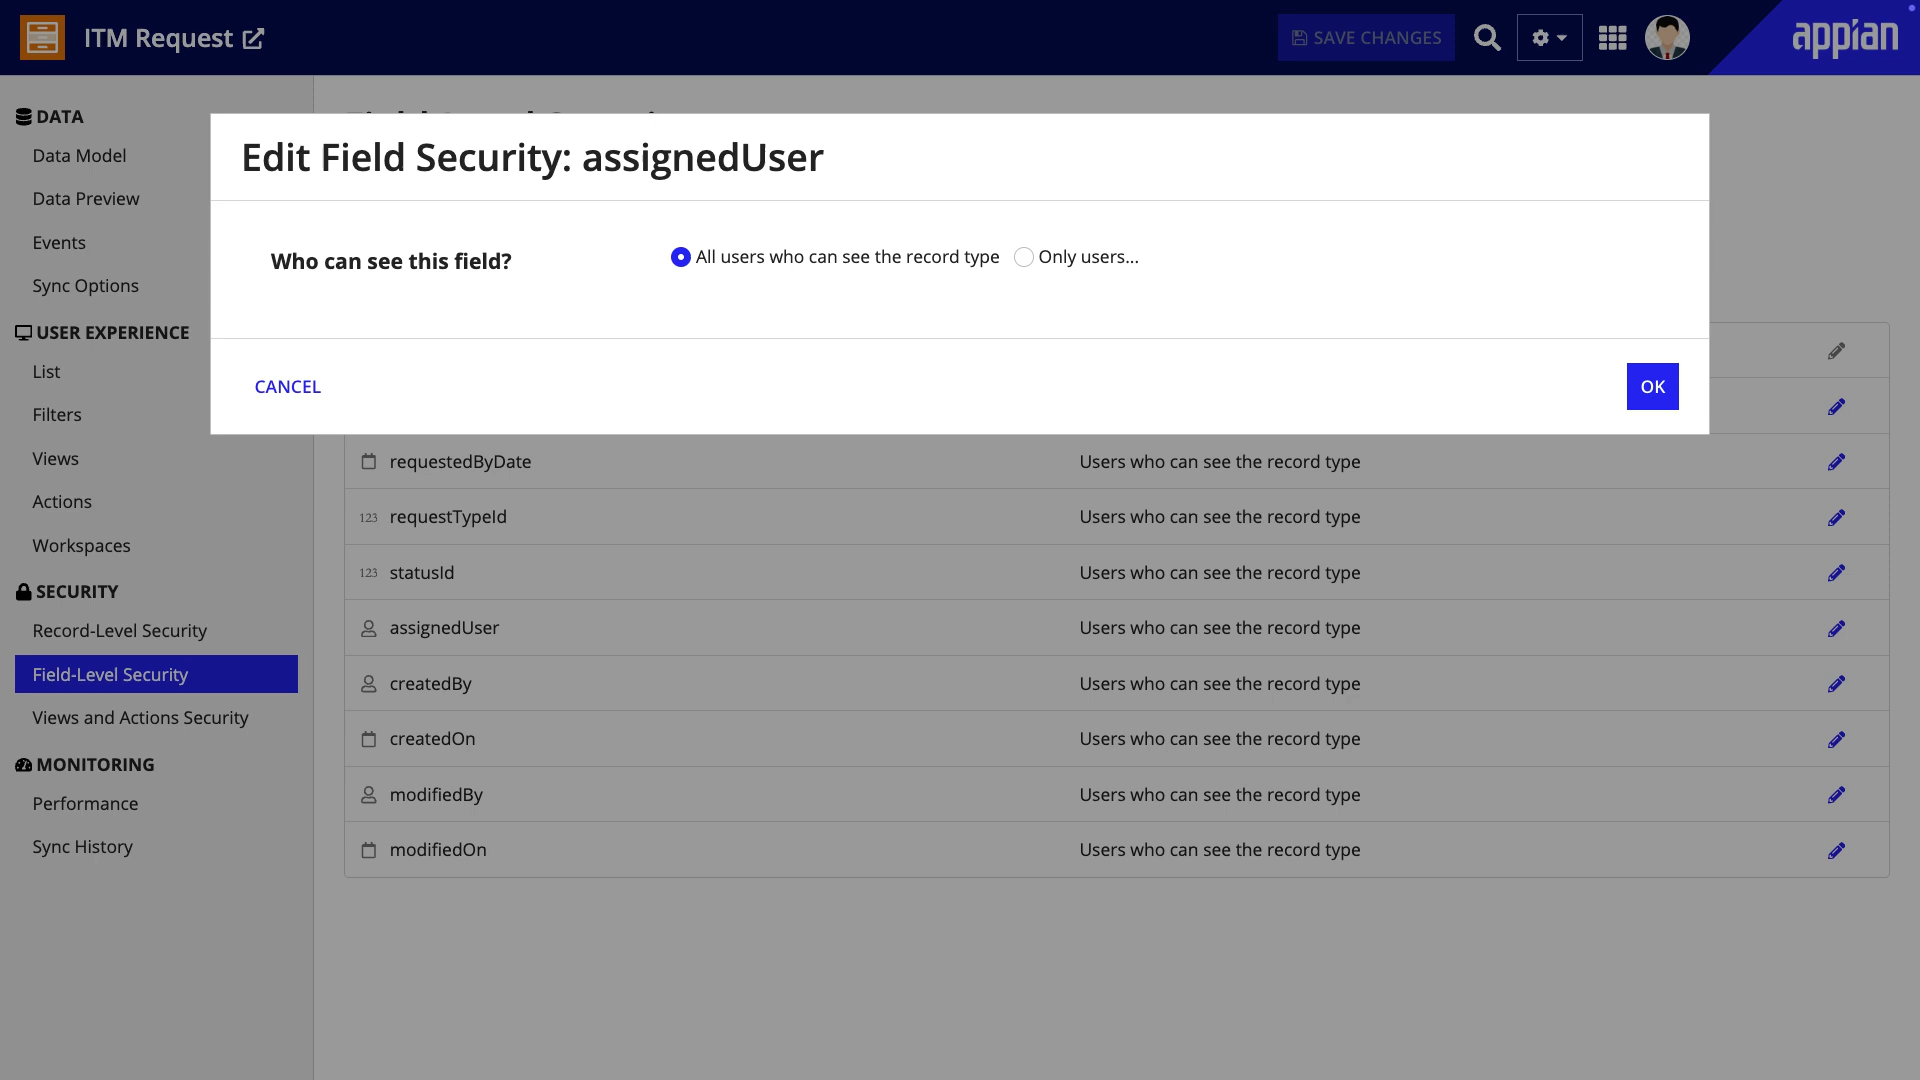 ITM Request
SAVE CHANGES
appian
DATA
Data Model
Data Preview
Events
Sync Options
USER EXPERIENCE
List
Filters
Views
Actions
Workspaces
SECURITY
Record-Level Security
Field-Level Security
Views and Actions Security
MONITORING
Performance
Sync History
Edit Field Security: assignedUser
Who can see this field?
All users who can see the record type
Only users...
CANCEL
OK
requestedByDate Users who can see the record type
123 requestTypeId Users who can see the record type
123 statusId Users who can see the record type
assignedUser Users who can see the record type
createdBy Users who can see the record type
createdOn Users who can see the record type
modifiedBy Users who can see the record type
modifiedOn Users who can see the record type